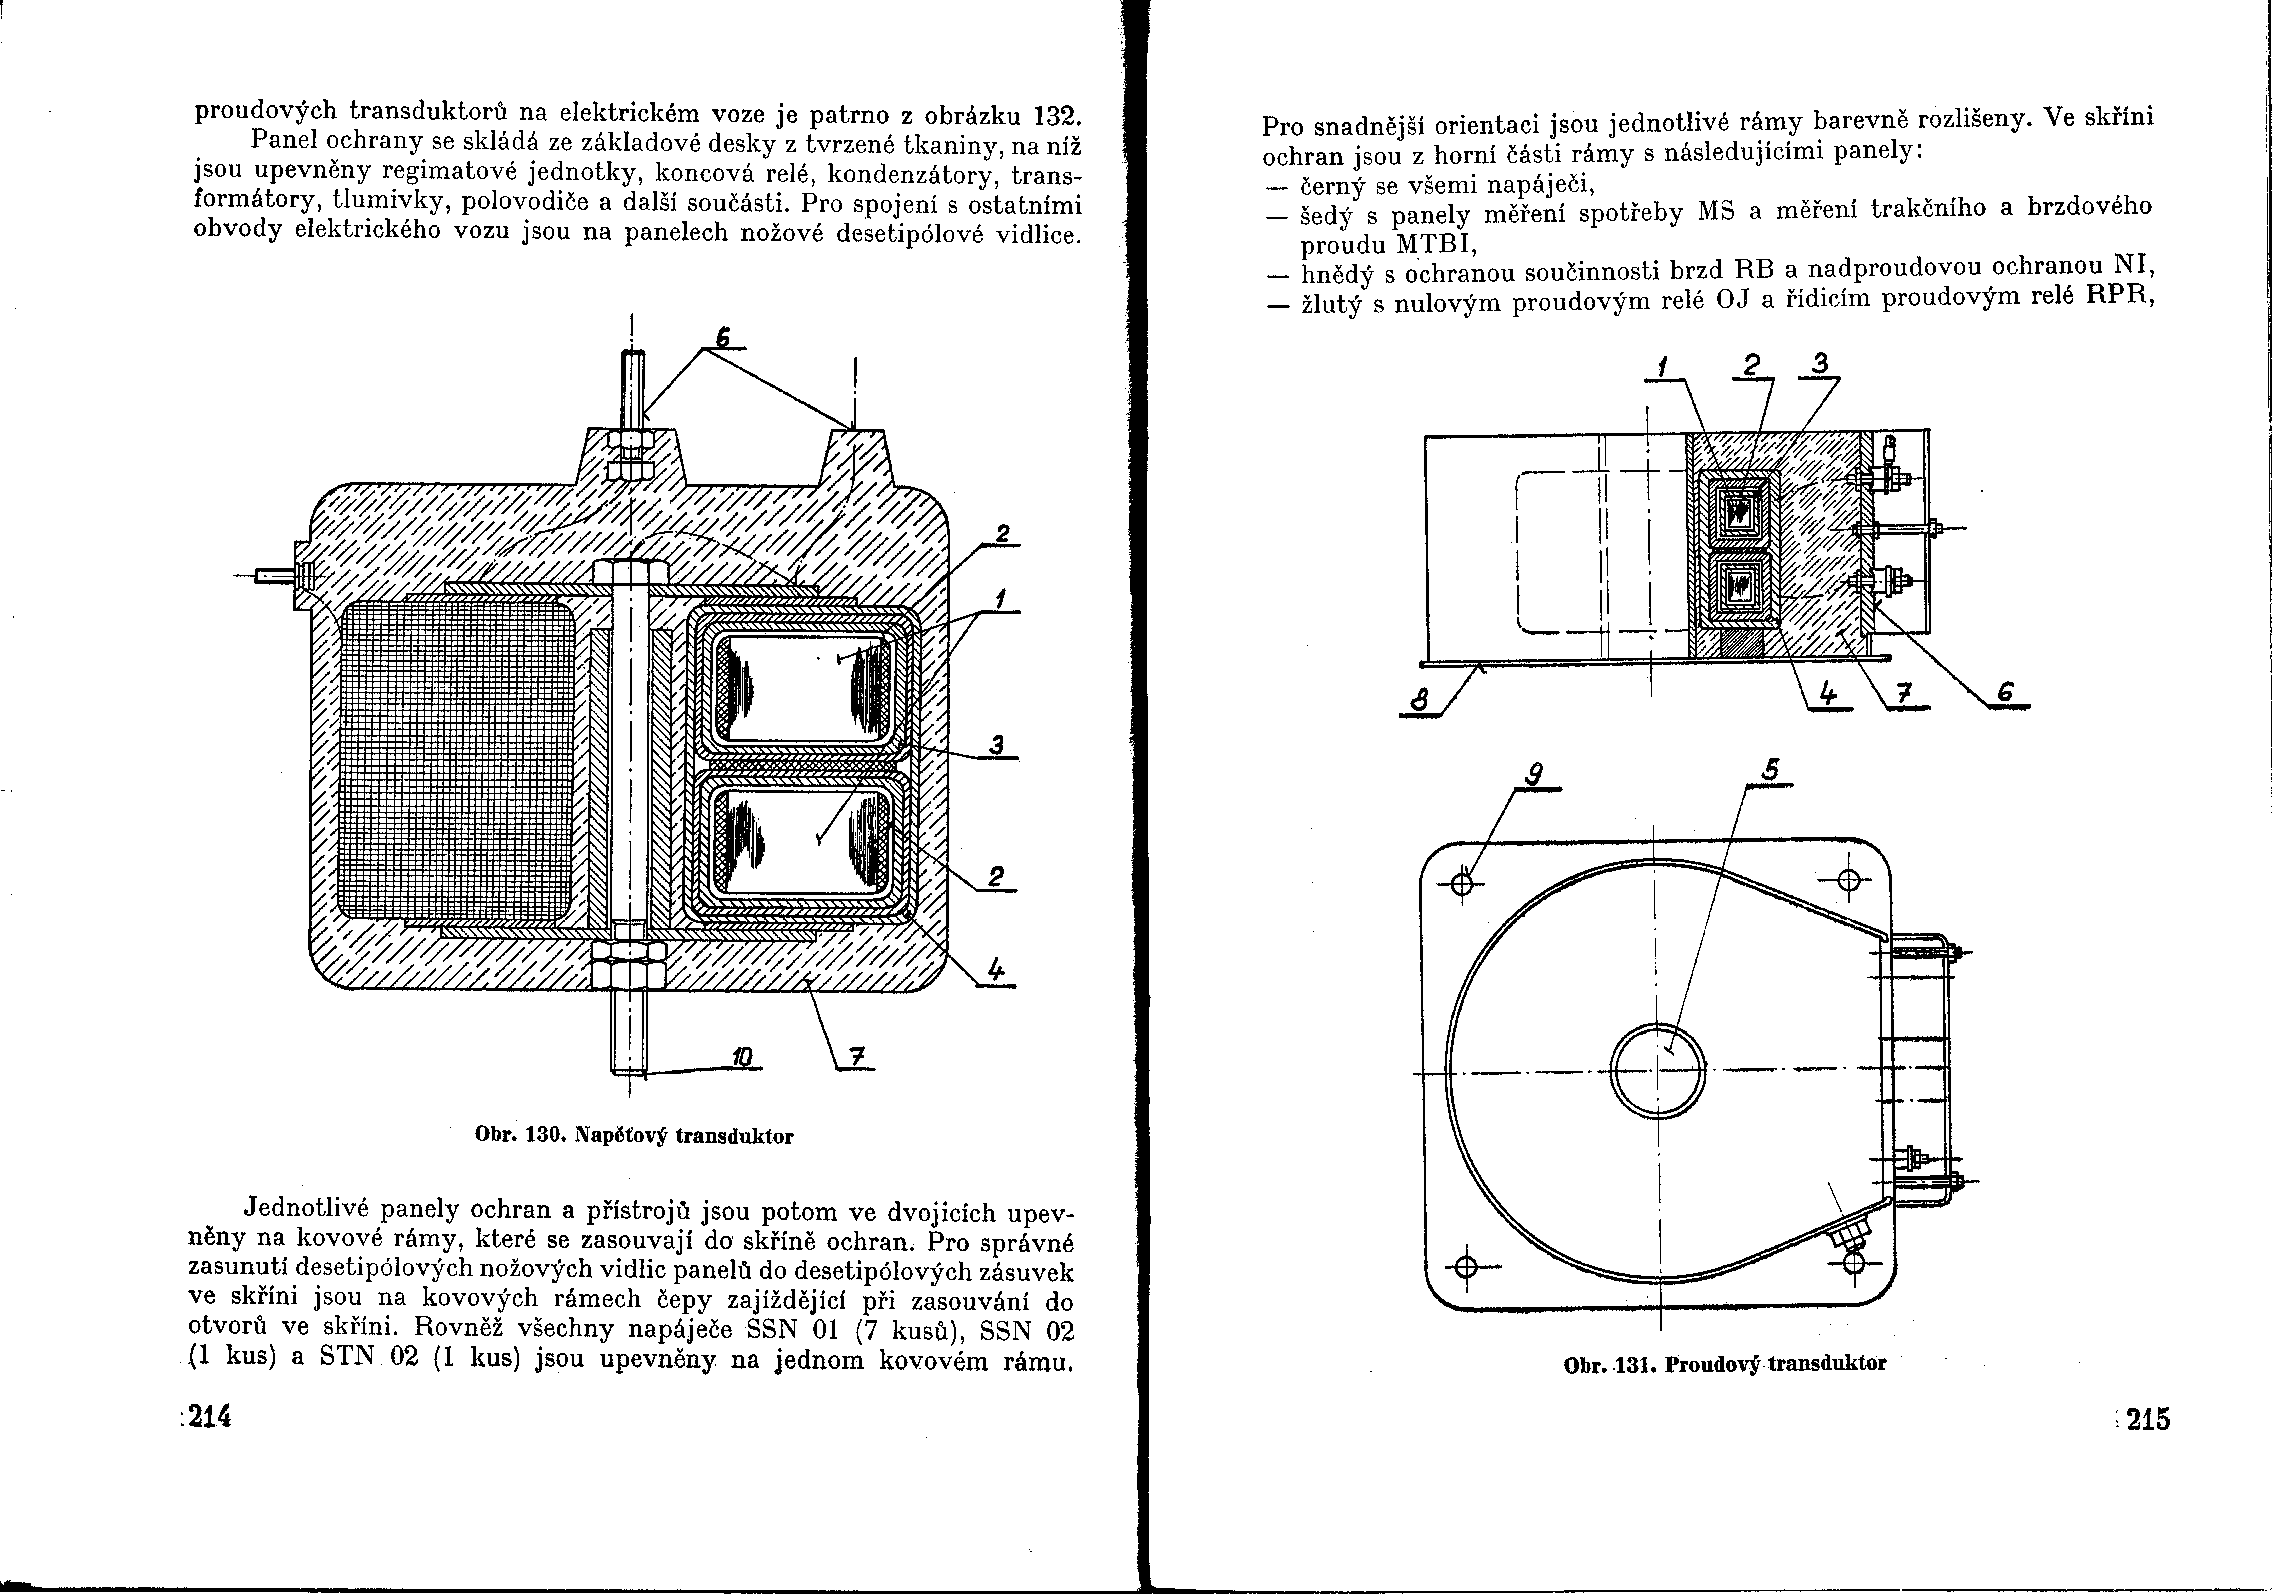 proudových transduktorů na elektrickém voze je patrno z obrázku 132.
Panel ochrany se skládá ze základové desky z tvrzené tkaniny, na níž
jsou upevněny regimatové jednotky, koncová relé, kondenzátory, trans-
formátory, tlumivky, polovodiče a další součásti. Pro spojení s ostatními
obvody elektrického vozu jsou na panelech nožové desetipólové vidlice.
6
2
1
3
2
4
10
7
Obr. 130. Napěťový transduktor
Jednotlivé panely ochran a přístrojů jsou potom ve dvojicích upev-
něny na kovové rámy, které se zasouvají do skříně ochran. Pro správné
zasunutí desetipólových nožových vidlic panelů do desetipólových zásuvek
ve skříni jsou na kovových rámech čepy zajíždějící při zasouvání do
otvorů ve skříni. Rovněž všechny napáječe SSN 01 (7 kusů), SSN 02
(1 kus) a STN 02 (1 kus) jsou upevněny na jednom kovovém rámu.
214
Pro snadnější orientaci jsou jednotlivé rámy barevně rozlišeny. Ve skříni
ochran jsou z horní části rámy s následujícími panely:
— černý se všemi napáječi,
— šedý s panely měření spotřeby MS a měření trakčního a brzdového
proudu MTBI,
— hnědý s ochranou součinnosti brzd RB a nadproudovou ochranou NI,
— žlutý s nulovým proudovým relé OJ a řídicím proudovým relé RPR,
1 2 3
8 4 7 6
9 5
Obr. 131. Proudový transduktor
215